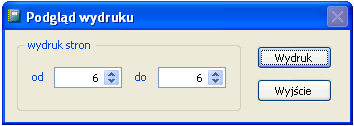 Podgląd wydruku
wydruk stron
od 6 do 6
Wydruk
Wyjście